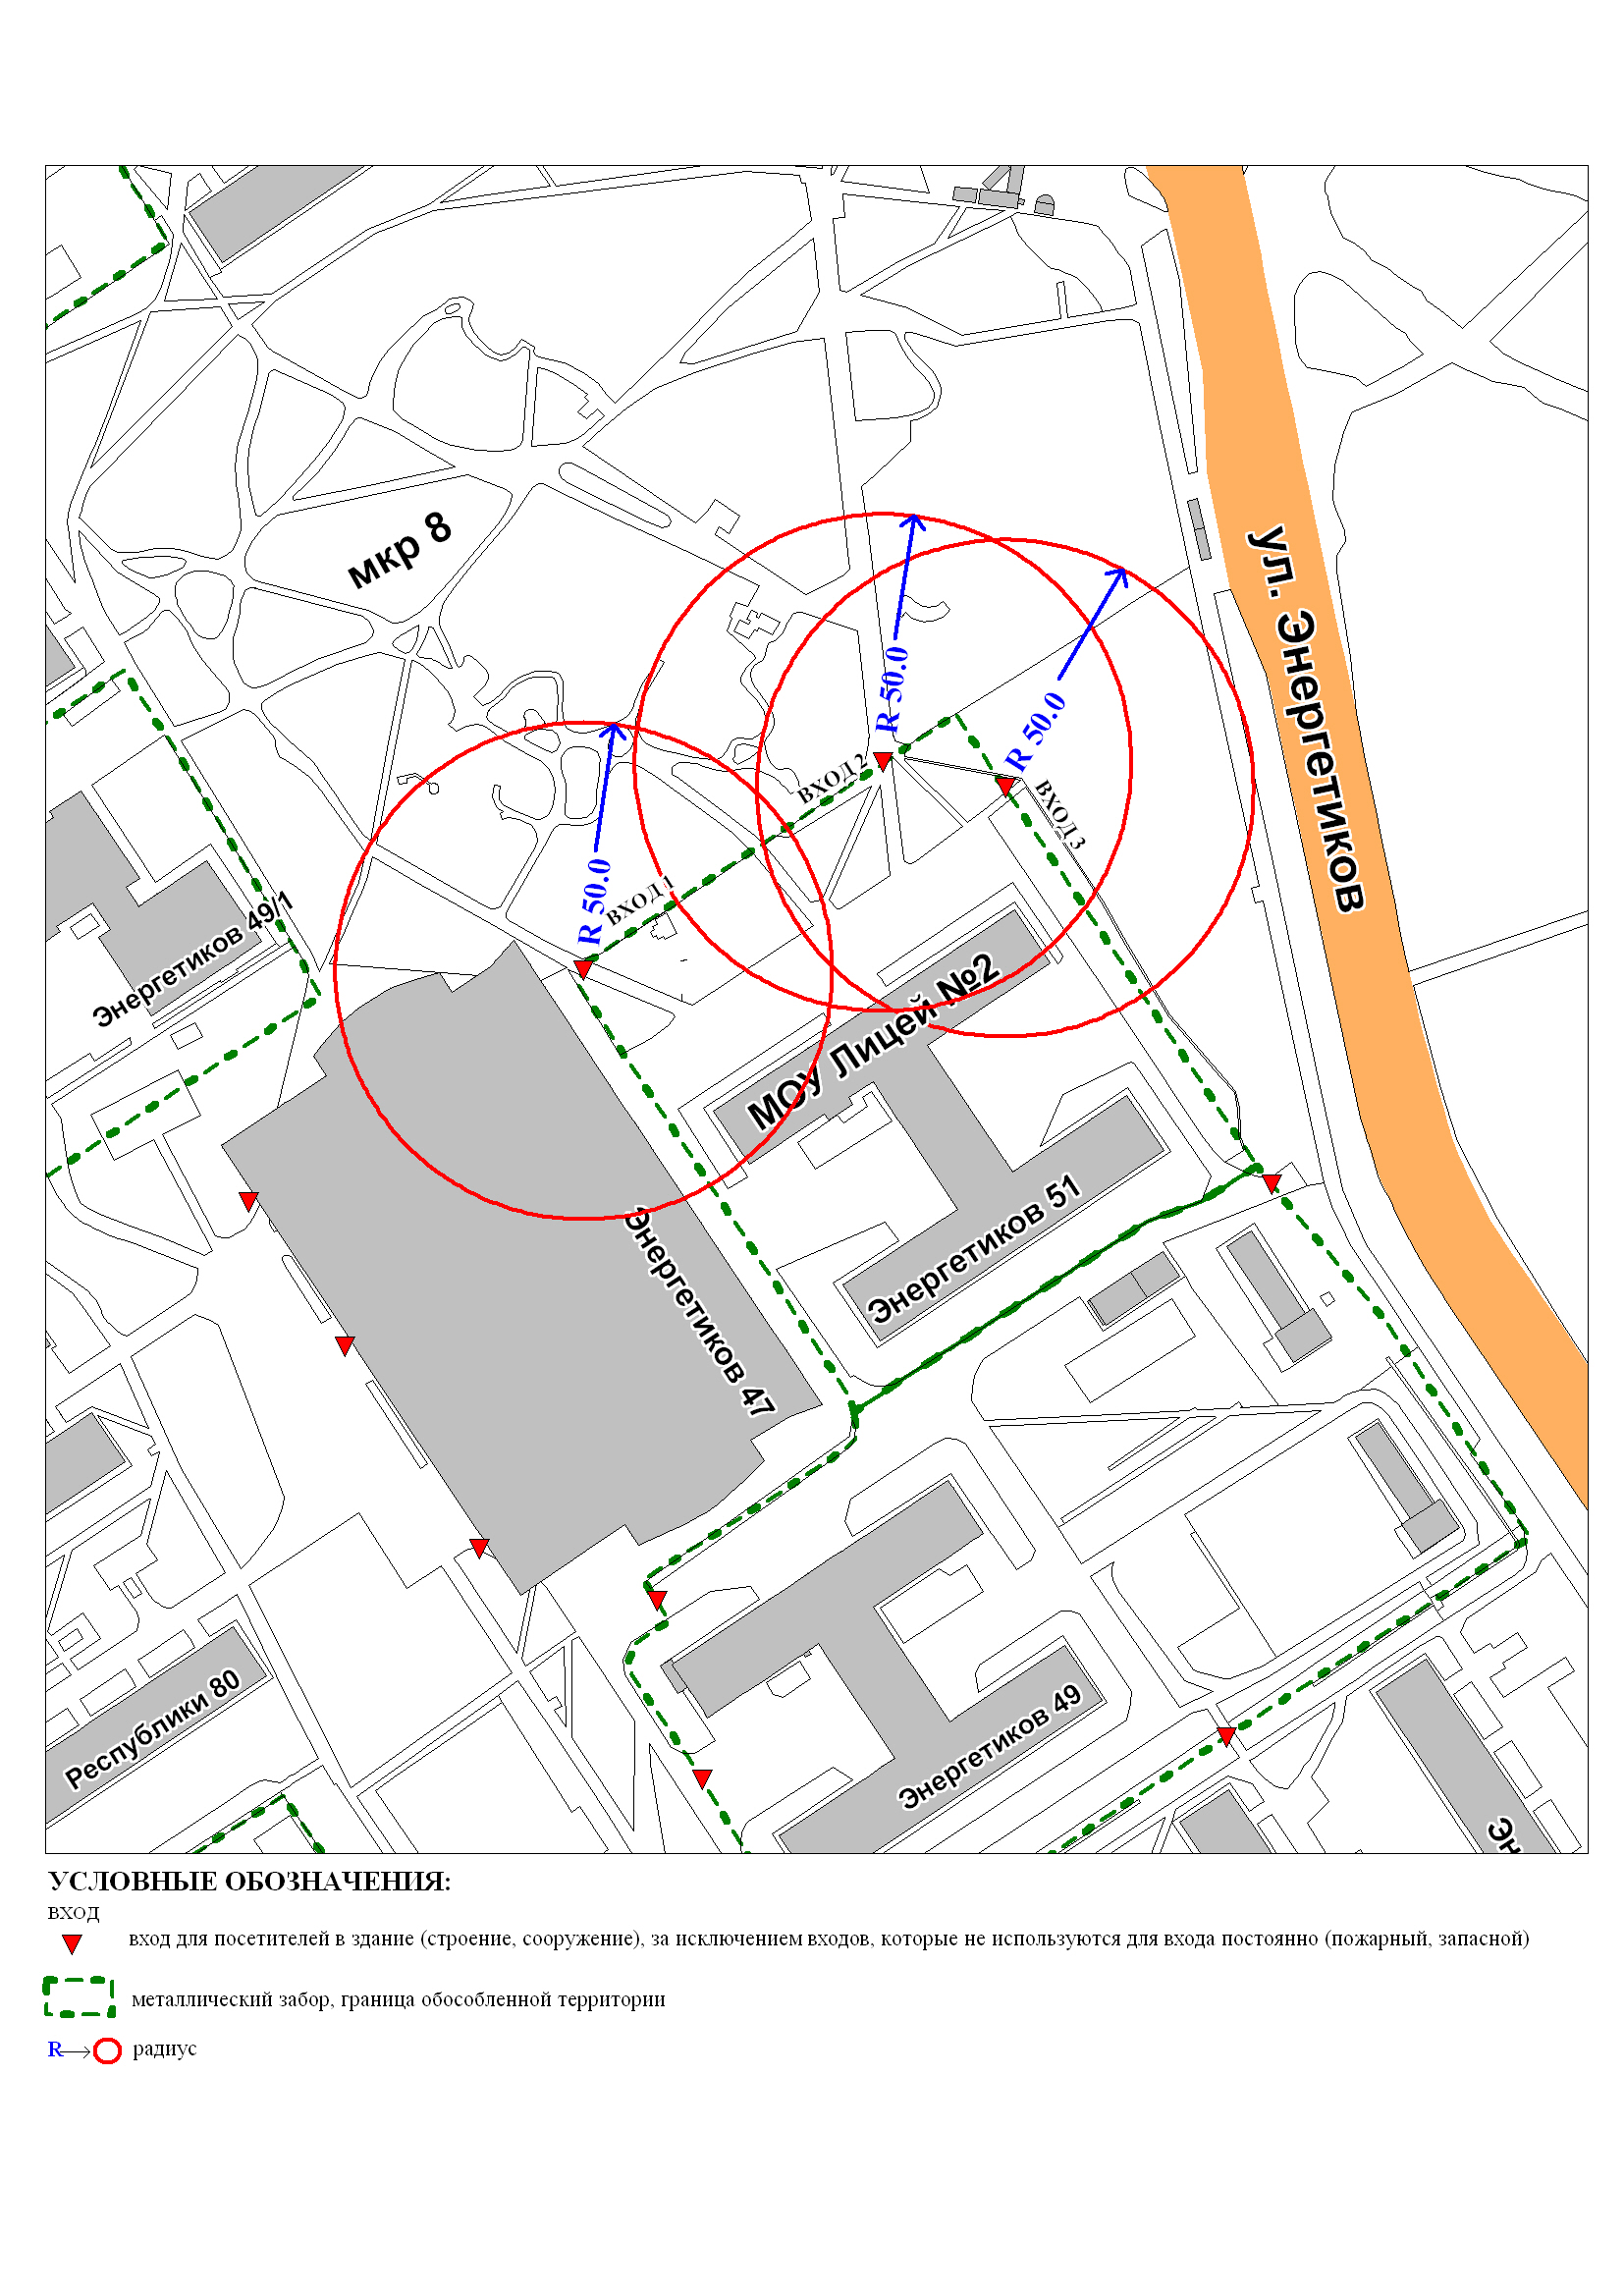 мкр 8
ул. Энергетиков
R 50.0
R 50.0
R 50.0
ВХОД 2
ВХОД 3
ВХОД 1
Энергетиков 49/1
МОУ Лицей №2
Энергетиков 51
Энергетиков 47
Республики 80
Энергетиков 49
Эн
УСЛОВНЫЕ ОБОЗНАЧЕНИЯ:
ВХОД
вход для посетителей в здание (строение, сооружение), за исключением входов, которые не используются для входа постоянно (пожарный, запасной)
металлический забор, граница обособленной территории
R радиус